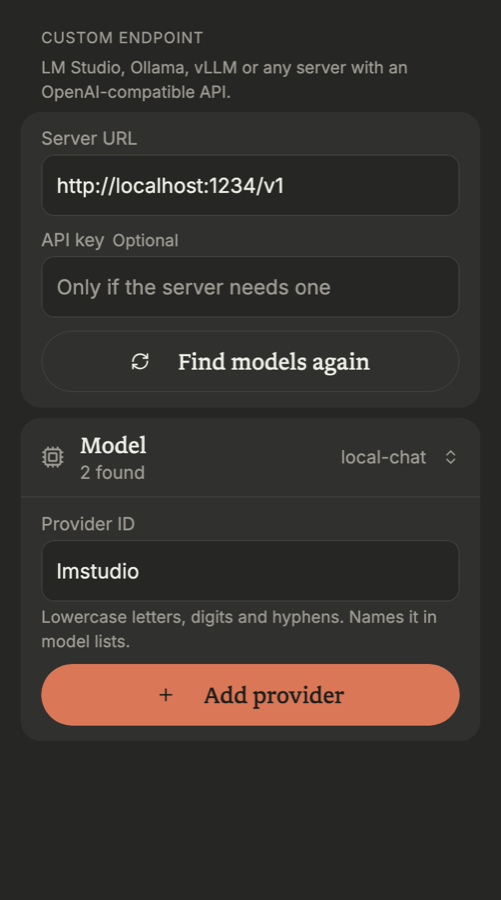 CUSTOM ENDPOINT
LM Studio, Ollama, vLLM or any server with an
OpenAI-compatible API.
Server URL
http://localhost:1234/v1
API key Optional
Only if the server needs one
Find models again
Model
2 found
local-chat
Provider ID
lmstudio
Lowercase letters, digits and hyphens. Names it in
model lists.
+ Add provider